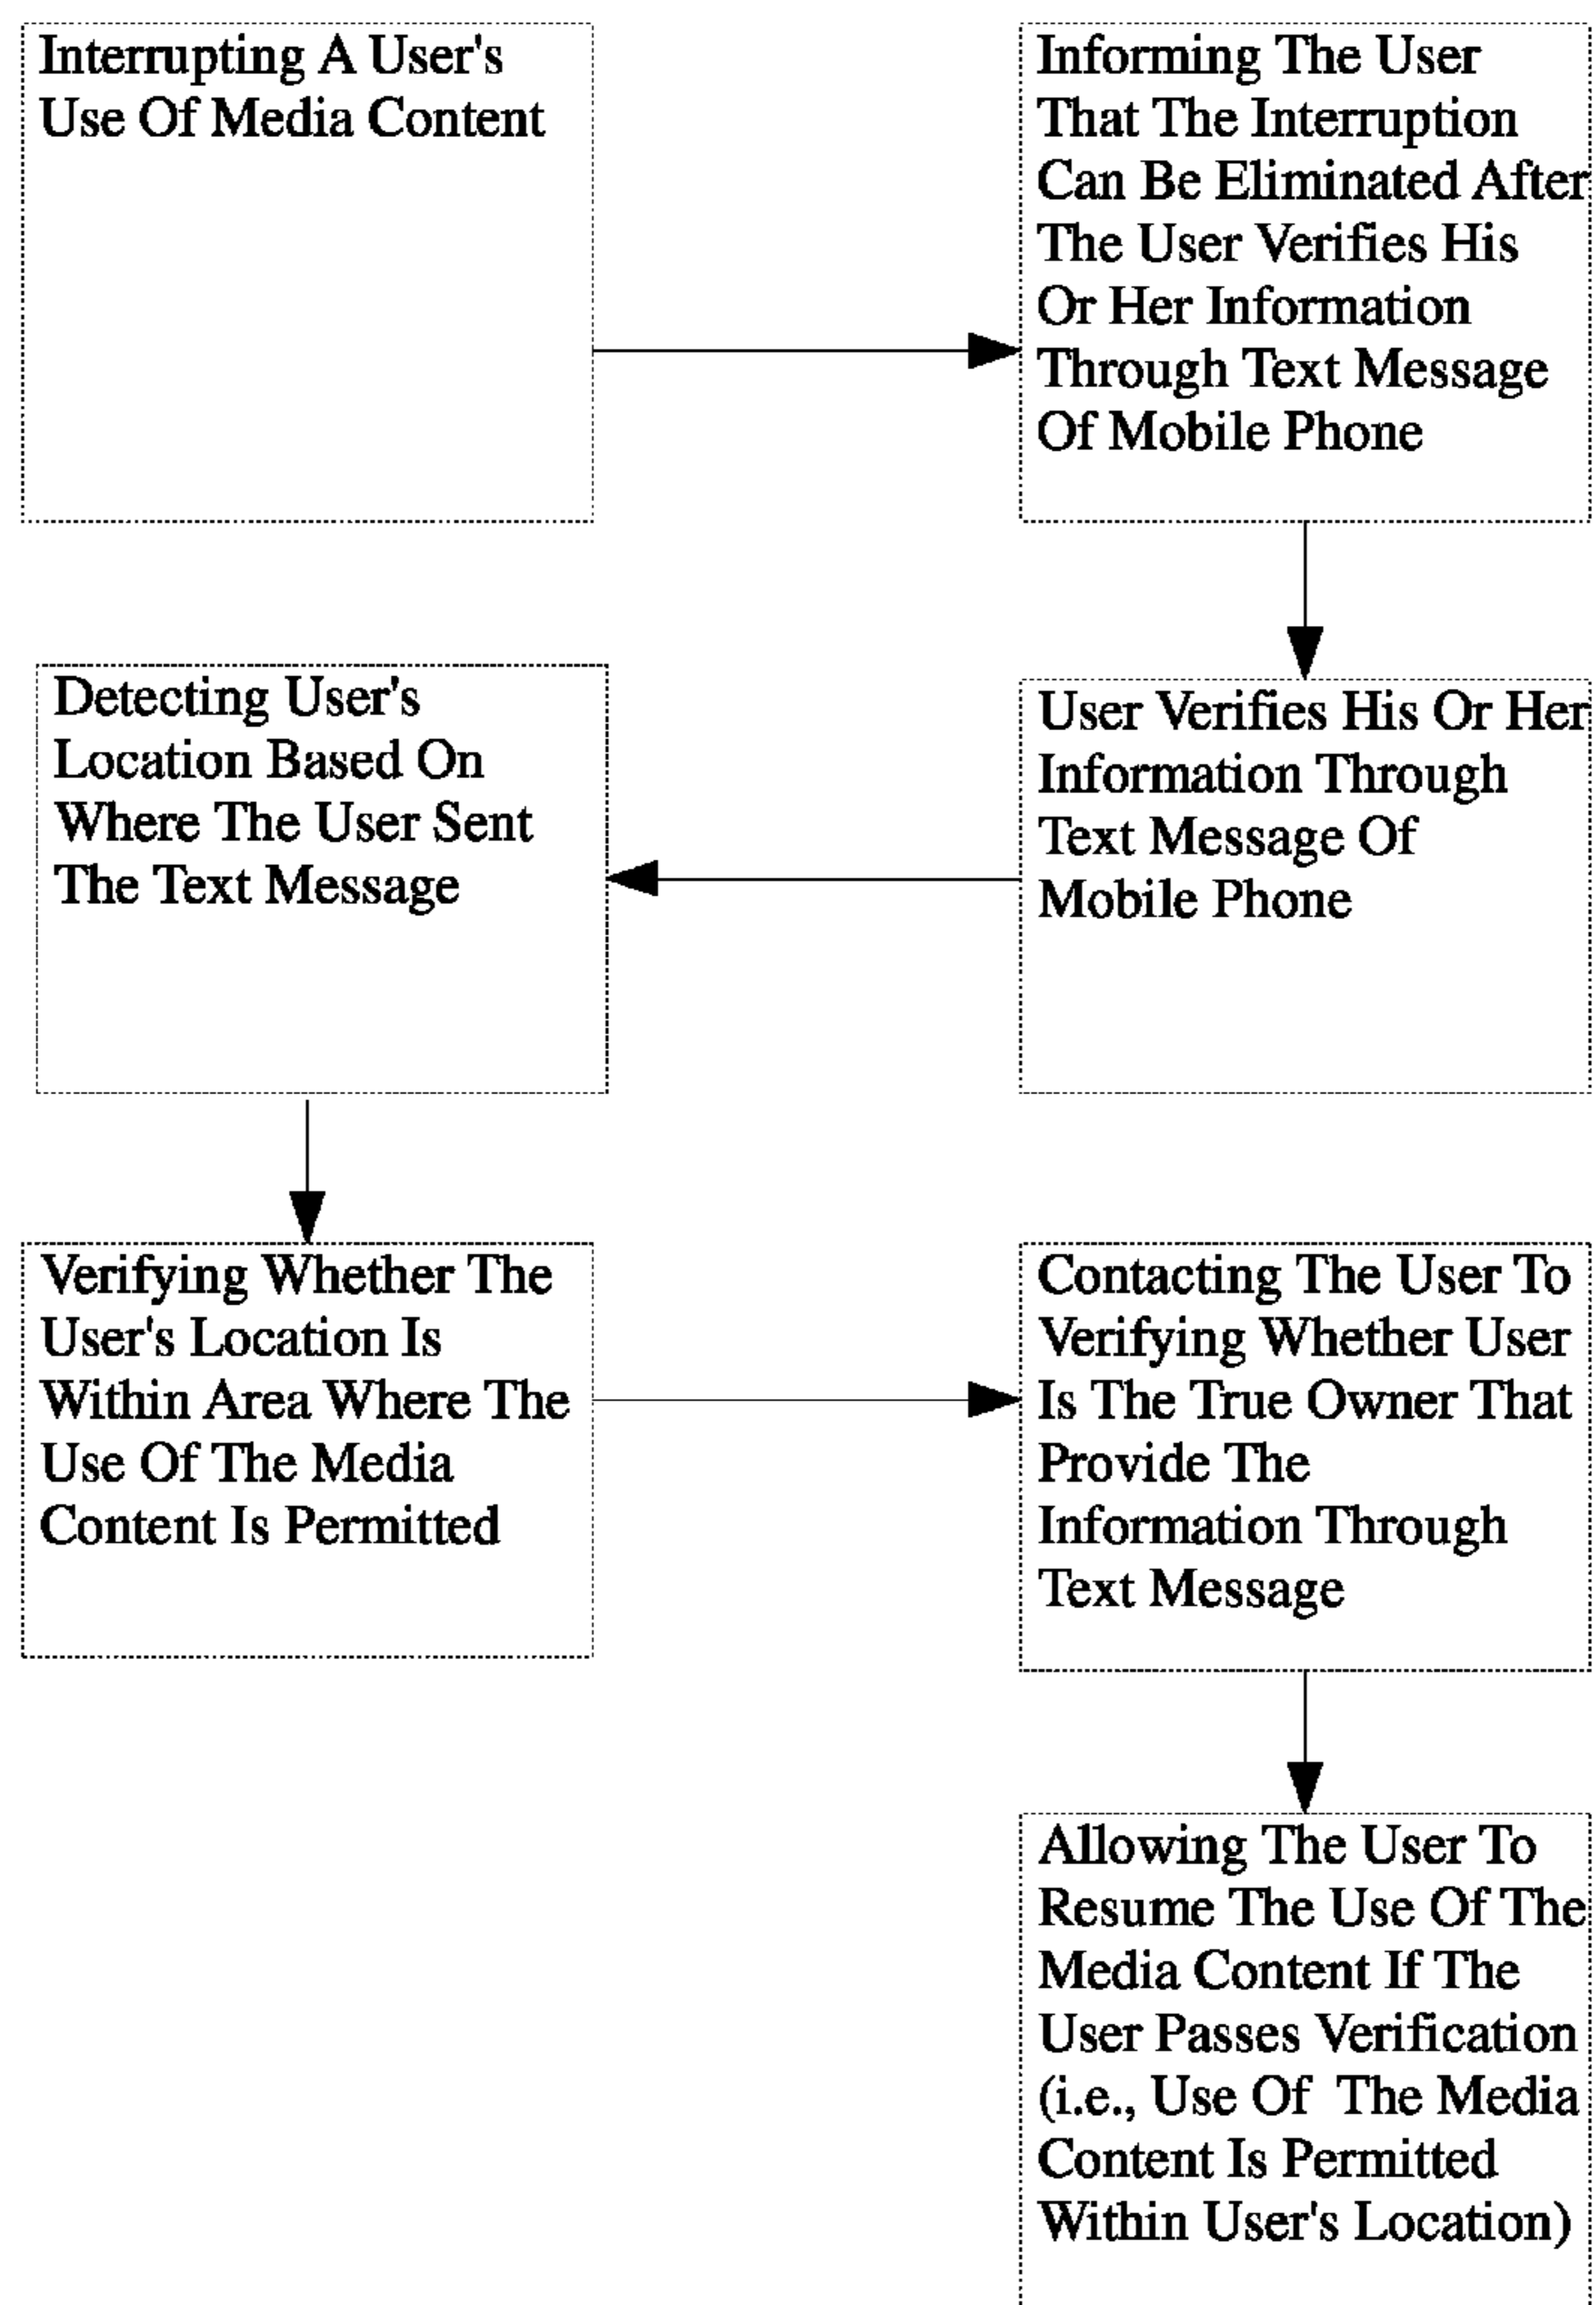 Interrupting A User's
Use Of Media Content
Informing The User
That The Interruption
Can Be Eliminated After
The User Verifies His
Or Her Information
Through Text Message
Of Mobile Phone
User Verifies His Or Her
Information Through
Text Message Of
Mobile Phone
Detecting User's
Location Based On
Where The User Sent
The Text Message
Verifying Whether The
User's Location Is
Within Area Where The
Use Of The Media
Content Is Permitted
Contacting The User To
Verifying Whether User
Is The True Owner That
Provide The
Information Through
Text Message
Allowing The User To
Resume The Use Of The
Media Content If The
User Passes Verification
(i.e., Use Of The Media
Content Is Permitted
Within User's Location)